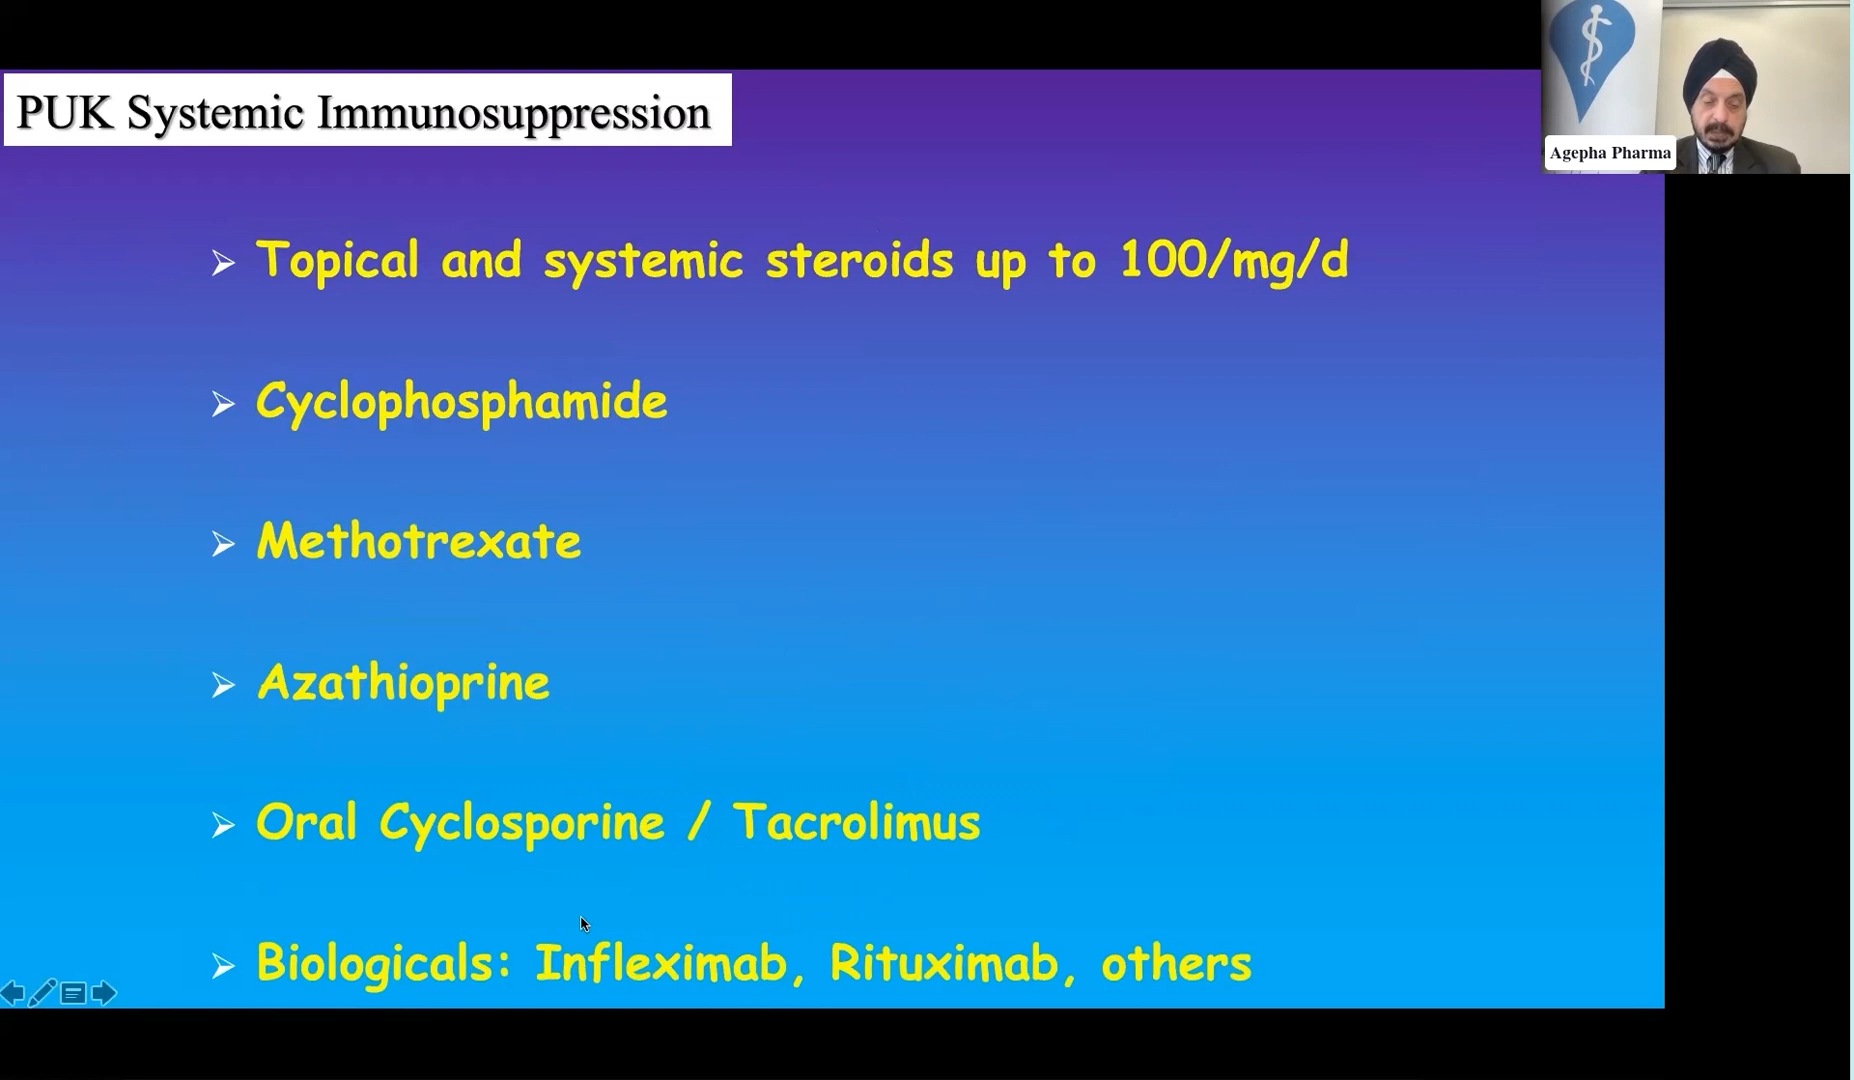 PUK Systemic Immunosuppression
Agepha Pharma
Topical and systemic steroids up to 100/mg/d
Cyclophosphamide
Methotrexate
Azathioprine
Oral Cyclosporine / Tacrolimus
Biologicals: Infleximab, Rituximab, others